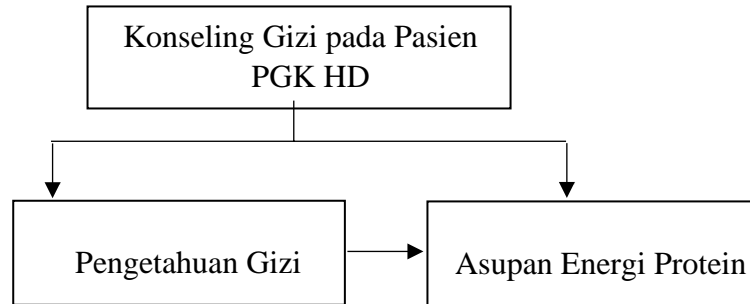 Konseling Gizi pada Pasien
PGK HD
Pengetahuan Gizi
Asupan Energi Protein